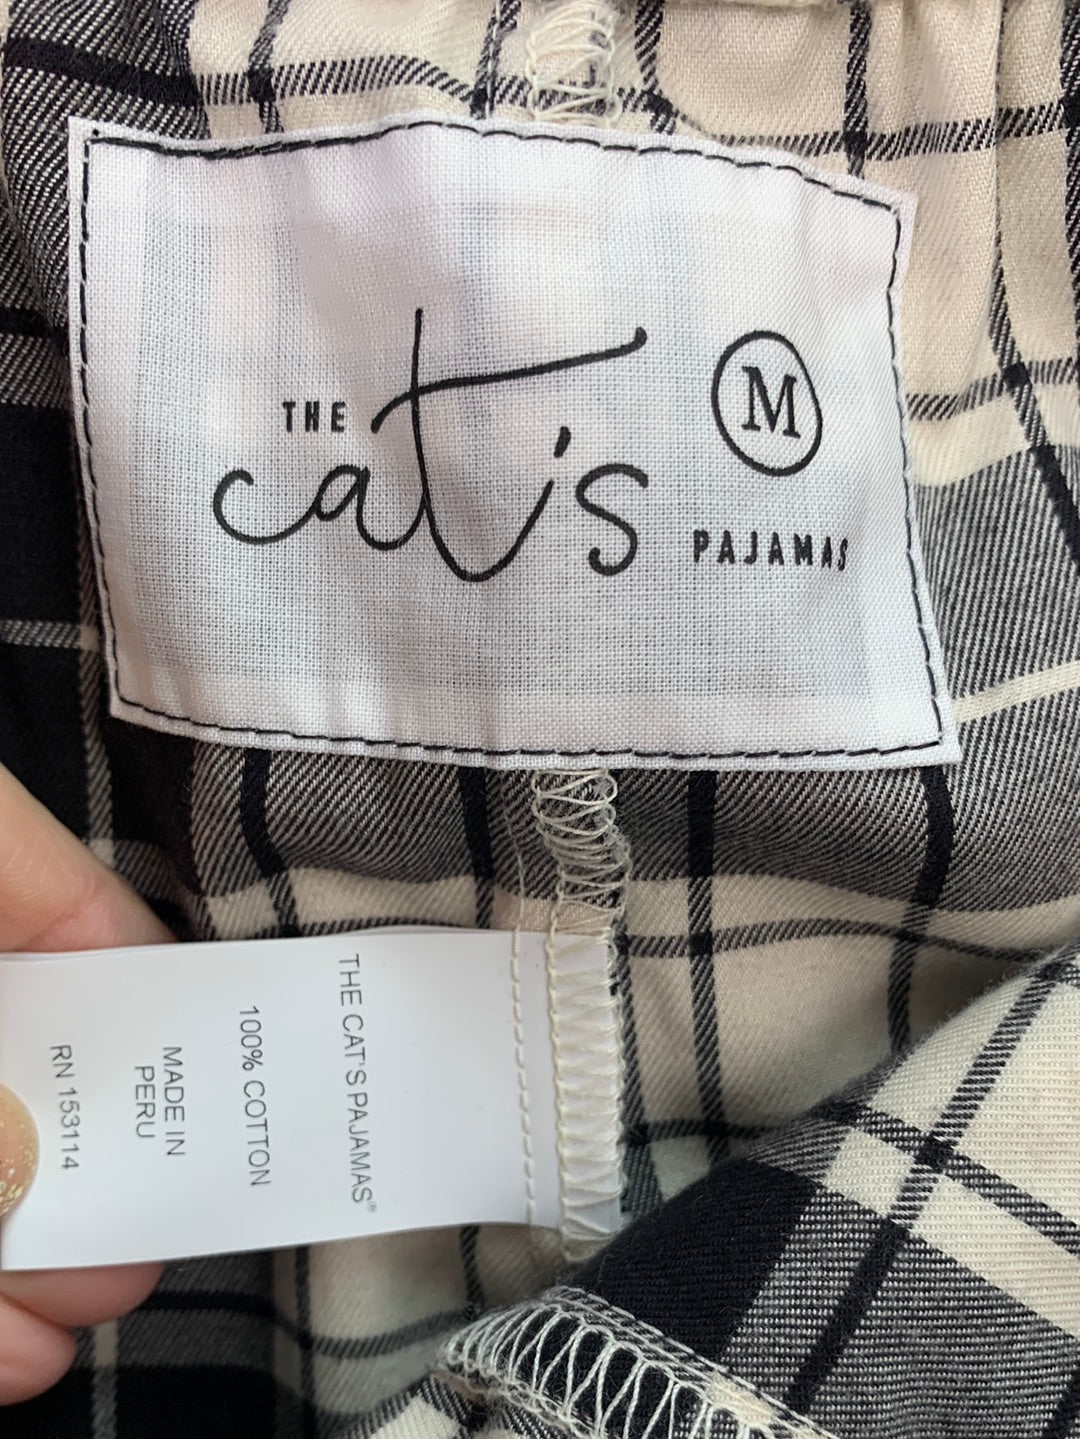 THE
cat's
M
PAJAMAS
THE CAT'S PAJAMAS®
100% COTTON
MADE IN
PERU
RN 153114